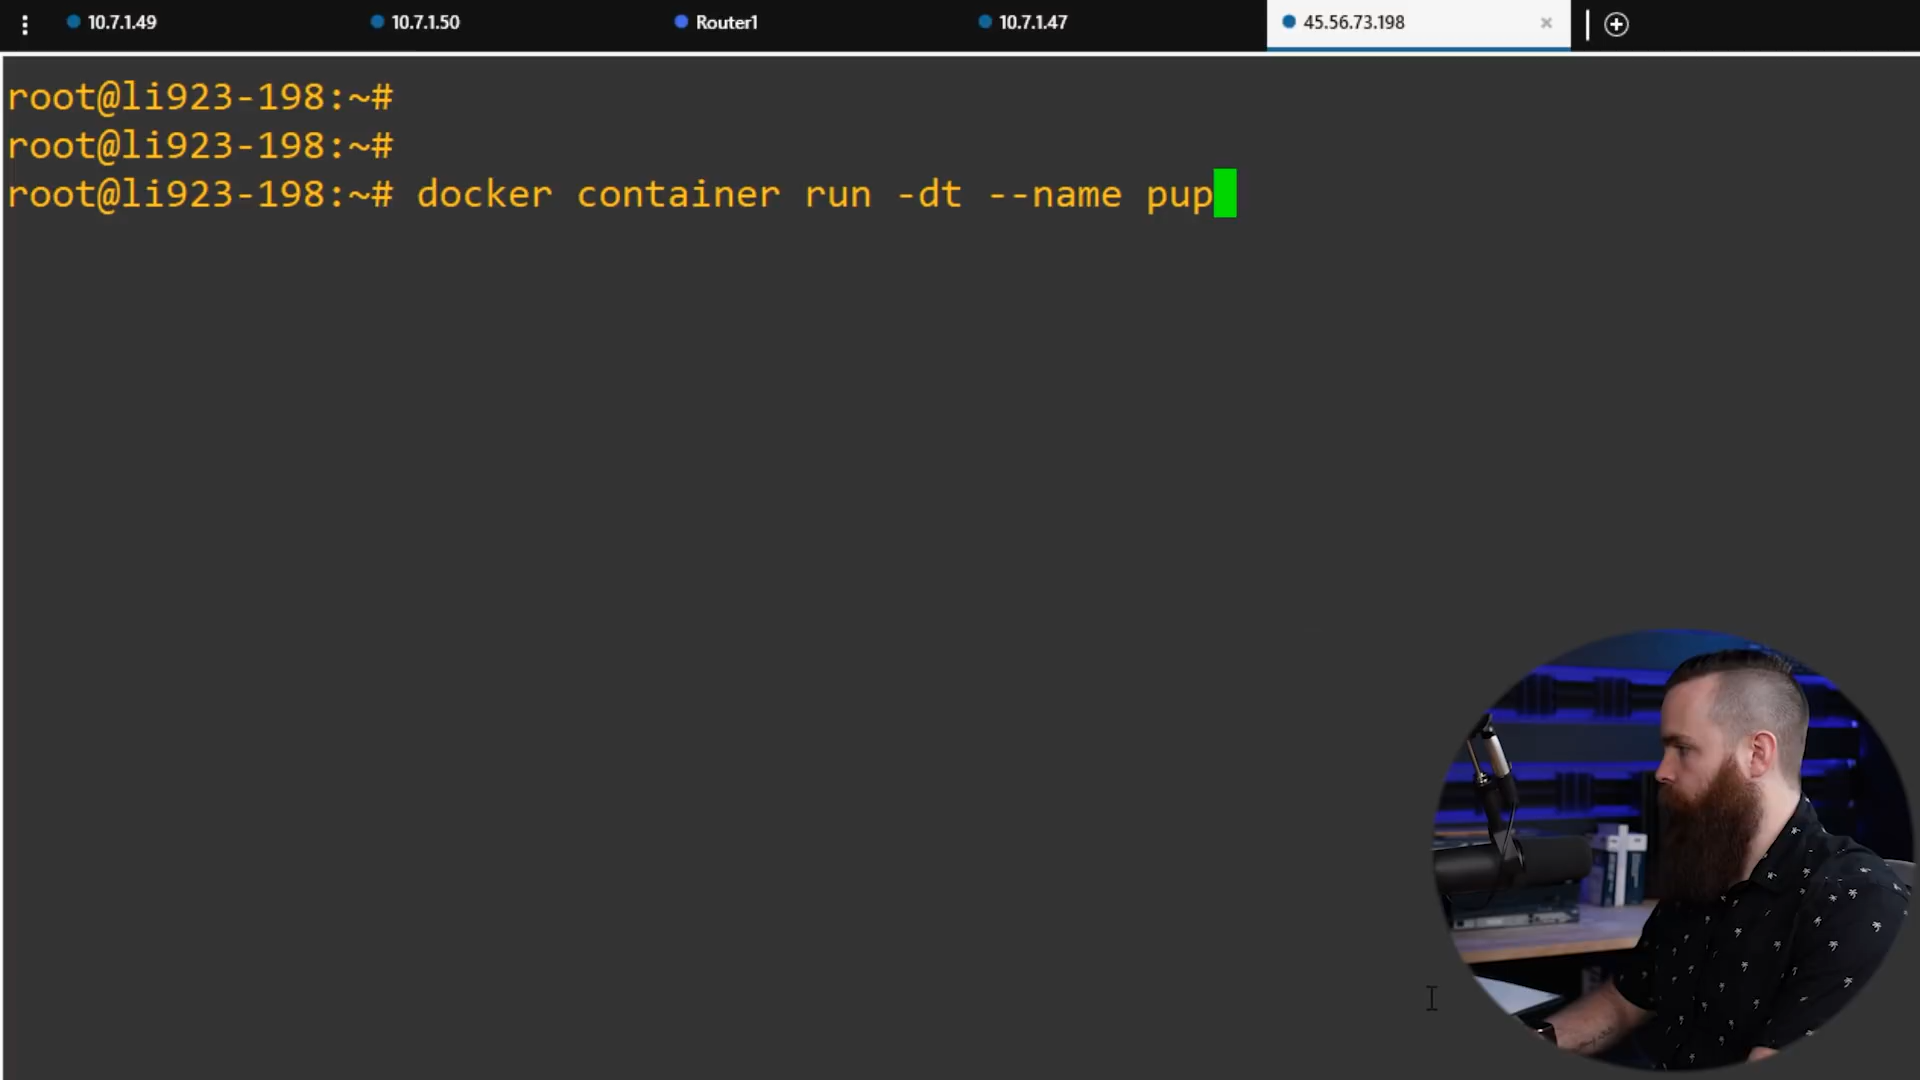 10.7.1.49
10.7.1.50
Router1
10.7.1.47
45.56.73.198
root@li923-198:~#
root@li923-198:~#
root@li923-198:~# docker container run -dt --name pup